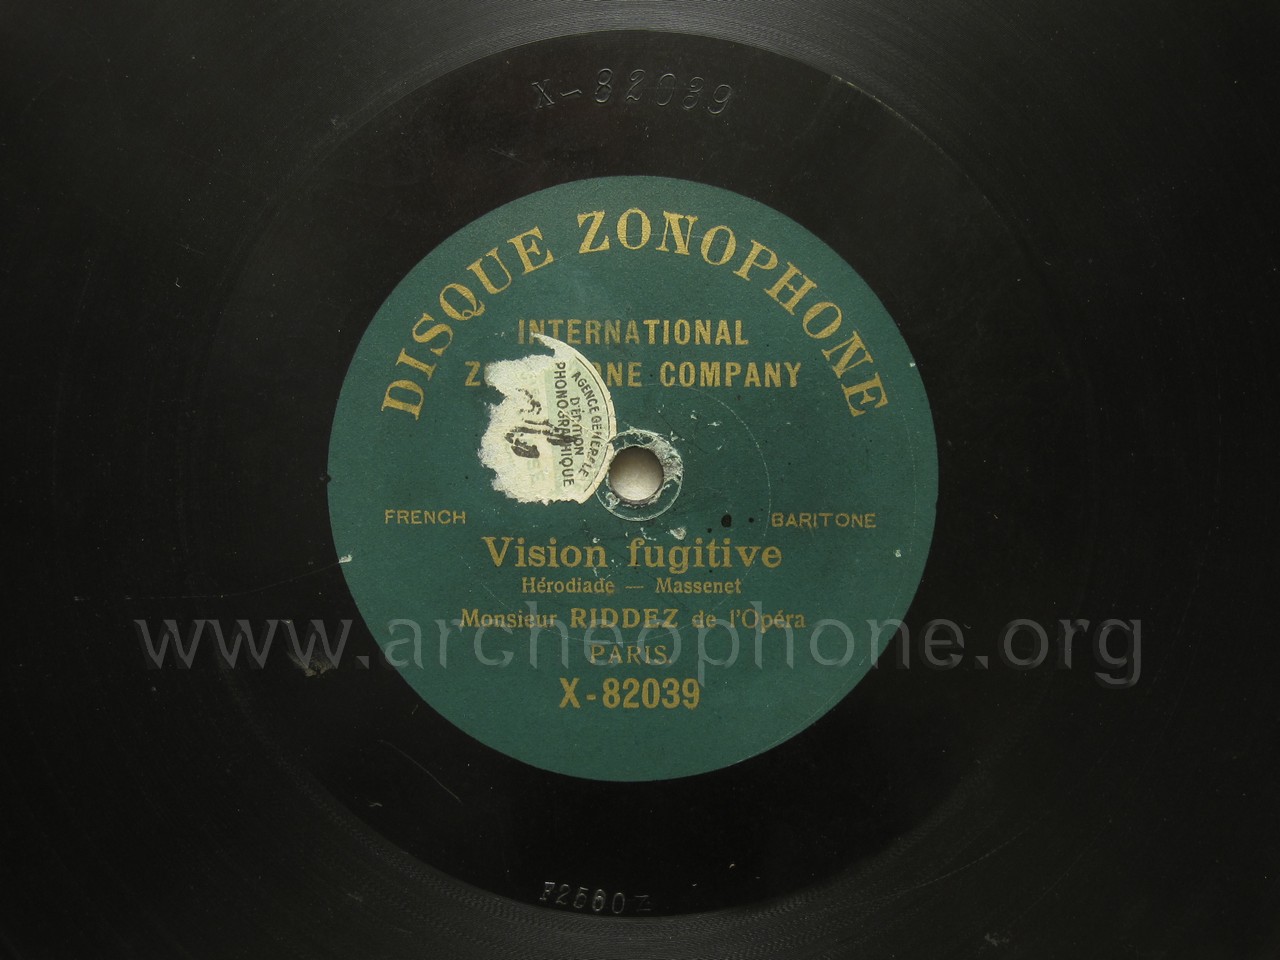 X-82039
DISQUE ZONOPHONE
INTERNATIONAL
Z NE COMPANY
AGENCE GÉNÉRALE
D'ÉDITION
PHONOGRAPHIQUE
FRENCH BARITONE
Vision fugitive
Hérodiade — Massenet
Monsieur RIDDEZ de l'Opéra
www.archeophone.org
PARIS.
X-82039
F2560z